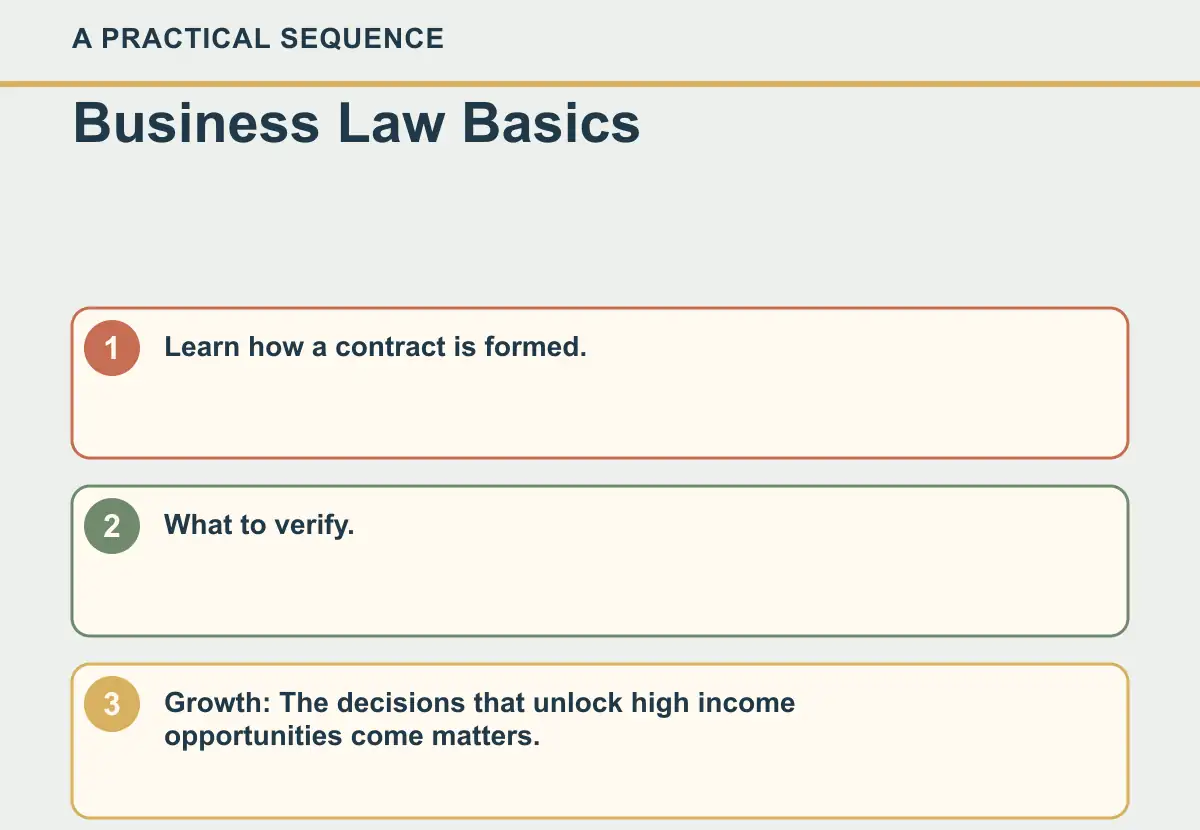 A PRACTICAL SEQUENCE
Business Law Basics
1
Learn how a contract is formed.
2
What to verify.
3
Growth: The decisions that unlock high income
opportunities come matters.